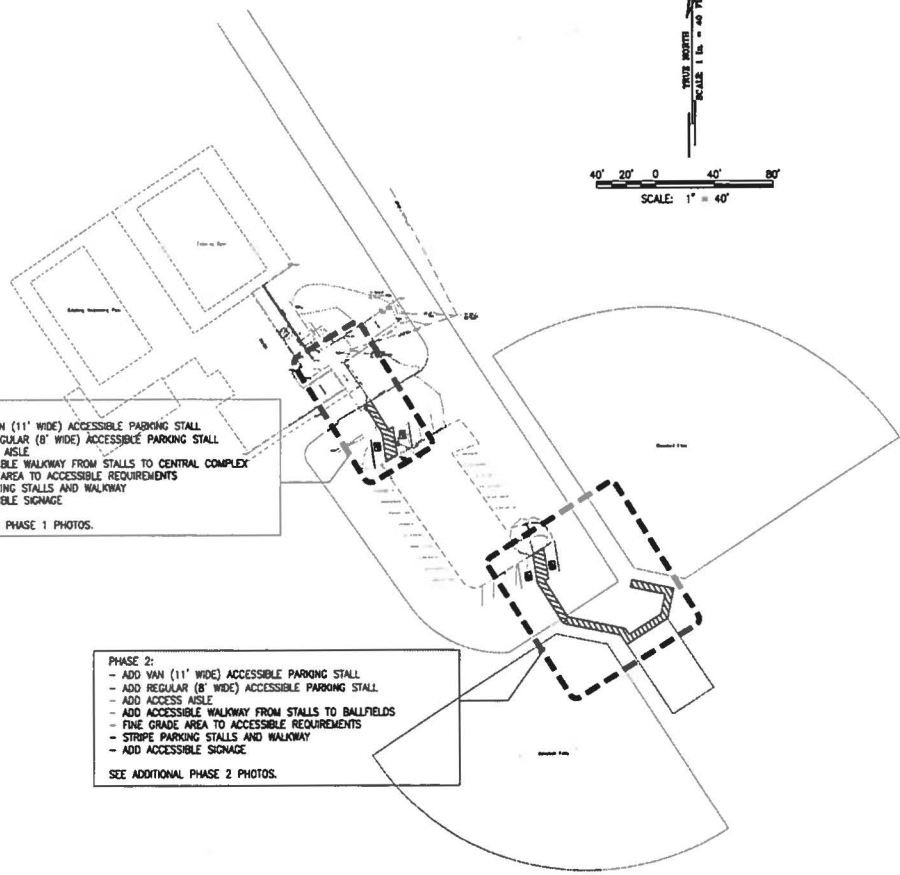 TRUE NORTH
SCALE 1 In. = 40 Ft
40' 20' 0 40' 80'
SCALE: 1" = 40'
(11' WIDE) ACCESSIBLE PARKING STALL
(8' WIDE) ACCESSIBLE PARKING STALL
AISLE
WALKWAY FROM STALLS TO CENTRAL COMPLEX
AREA TO ACCESSIBLE REQUIREMENTS
STALLS AND WALKWAY
SIGNAGE
PHASE 1 PHOTOS.
PHASE 2:
- ADD VAN (11' WIDE) ACCESSIBLE PARKING STALL
- ADD REGULAR (8' WIDE) ACCESSIBLE PARKING STALL
- ADD ACCESS AISLE
- ADD ACCESSIBLE WALKWAY FROM STALLS TO BALLFIELDS
- FINE GRADE AREA TO ACCESSIBLE REQUIREMENTS
- STRIPE PARKING STALLS AND WALKWAY
- ADD ACCESSIBLE SIGNAGE
SEE ADDITIONAL PHASE 2 PHOTOS.